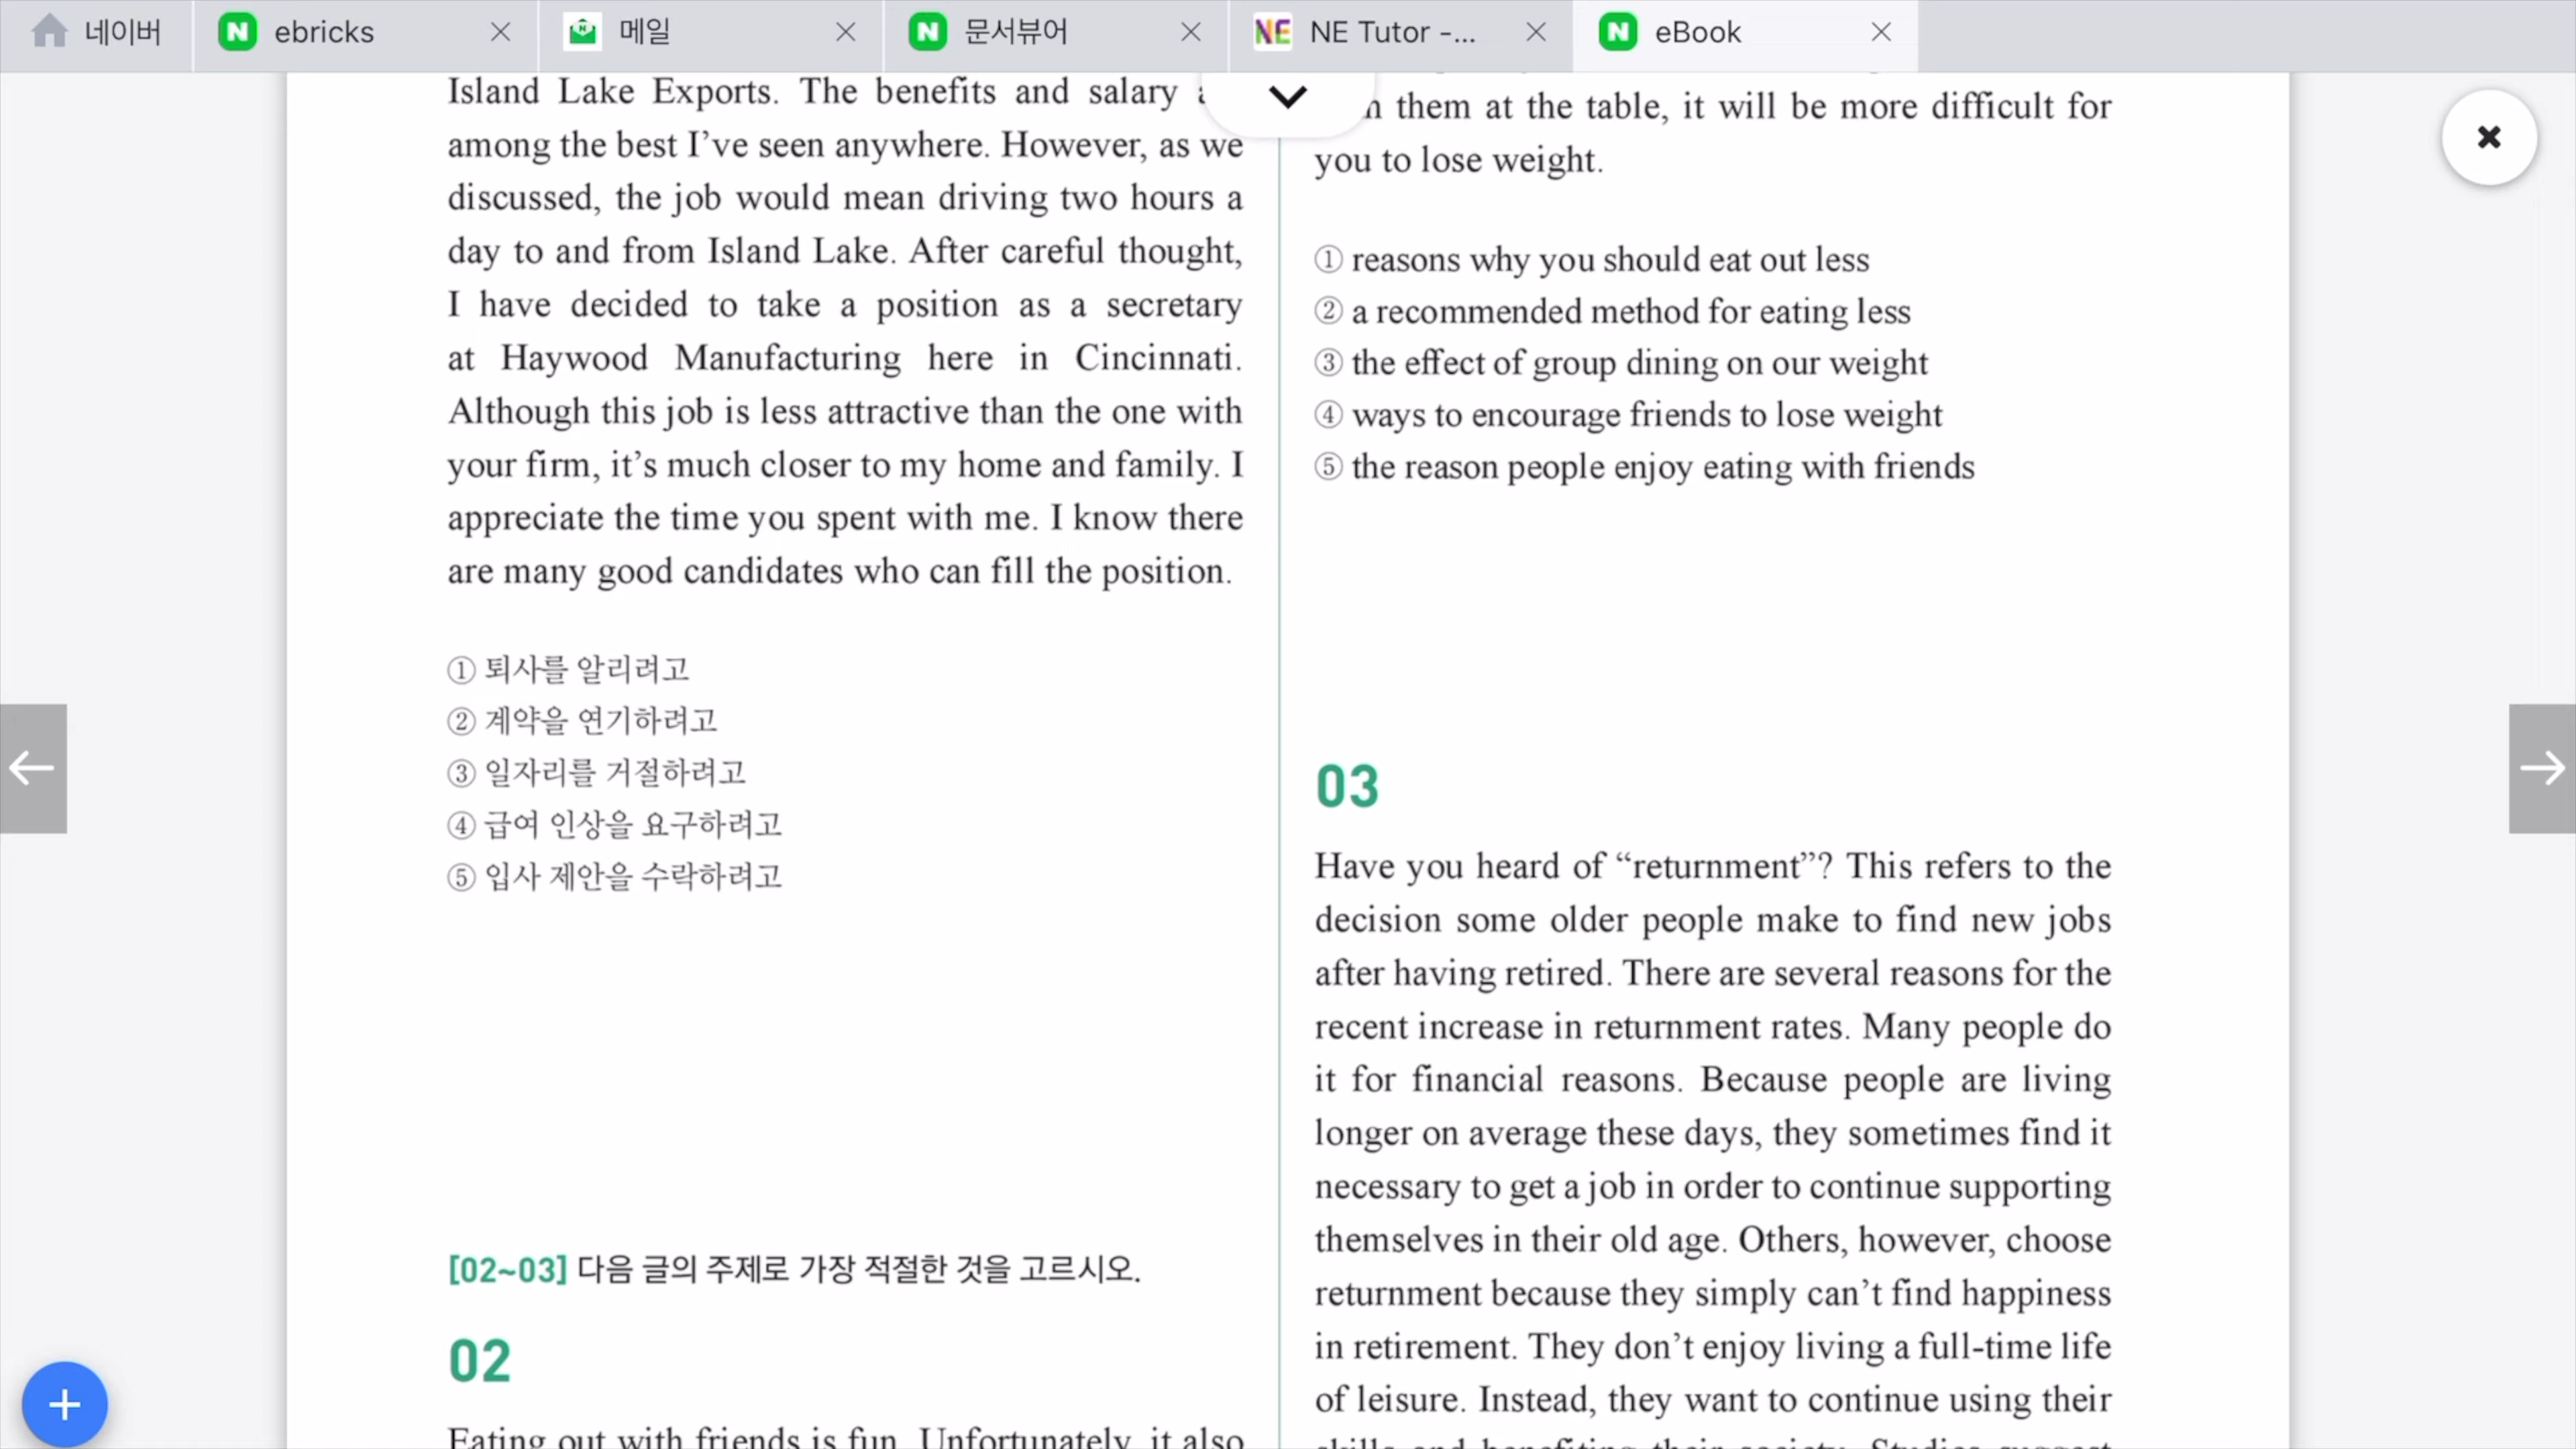 네이버
ebricks
메일
문서뷰어
NE Tutor -...
eBook
Island Lake Exports. The benefits and salary
among the best I've seen anywhere. However, as we
discussed, the job would mean driving two hours a
day to and from Island Lake. After careful thought,
I have decided to take a position as a secretary
at Haywood Manufacturing here in Cincinnati.
Although this job is less attractive than the one with
your firm, it's much closer to my home and family. I
appreciate the time you spent with me. I know there
are many good candidates who can fill the position.
① 퇴사를 알리려고
② 계약을 연기하려고
③ 일자리를 거절하려고
④ 급여 인상을 요구하려고
⑤ 입사 제안을 수락하려고
[02~03] 다음 글의 주제로 가장 적절한 것을 고르시오.
02
Eating out with friends is fun. Unfortunately, it also
them at the table, it will be more difficult for
you to lose weight.
① reasons why you should eat out less
② a recommended method for eating less
③ the effect of group dining on our weight
④ ways to encourage friends to lose weight
⑤ the reason people enjoy eating with friends
03
Have you heard of “returnment”? This refers to the
decision some older people make to find new jobs
after having retired. There are several reasons for the
recent increase in returnment rates. Many people do
it for financial reasons. Because people are living
longer on average these days, they sometimes find it
necessary to get a job in order to continue supporting
themselves in their old age. Others, however, choose
returnment because they simply can't find happiness
in retirement. They don't enjoy living a full-time life
of leisure. Instead, they want to continue using their
skills and benefiting their society. Studies suggest